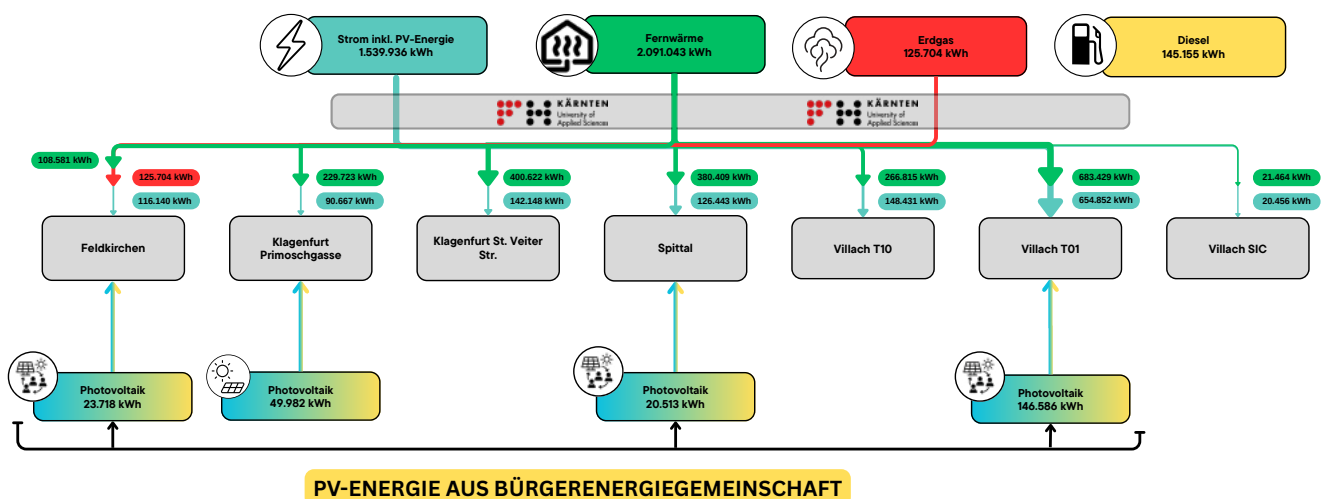 Strom inkl. PV-Energie
1.539.936 kWh
Fernwärme
2.091.043 kWh
Erdgas
125.704 kWh
Diesel
145.155 kWh
KÄRNTEN
University of
Applied Sciences
KÄRNTEN
University of
Applied Sciences
108.581 kWh
125.704 kWh
116.140 kWh
229.723 kWh
90.667 kWh
400.622 kWh
142.148 kWh
380.409 kWh
126.443 kWh
266.815 kWh
148.431 kWh
683.429 kWh
654.852 kWh
21.464 kWh
20.456 kWh
Feldkirchen
Klagenfurt
Primoschgasse
Klagenfurt St. Veiter
Str.
Spittal
Villach T10
Villach T01
Villach SIC
Photovoltaik
23.718 kWh
Photovoltaik
49.982 kWh
Photovoltaik
20.513 kWh
Photovoltaik
146.586 kWh
PV-ENERGIE AUS BÜRGERENERGIEGEMEINSCHAFT